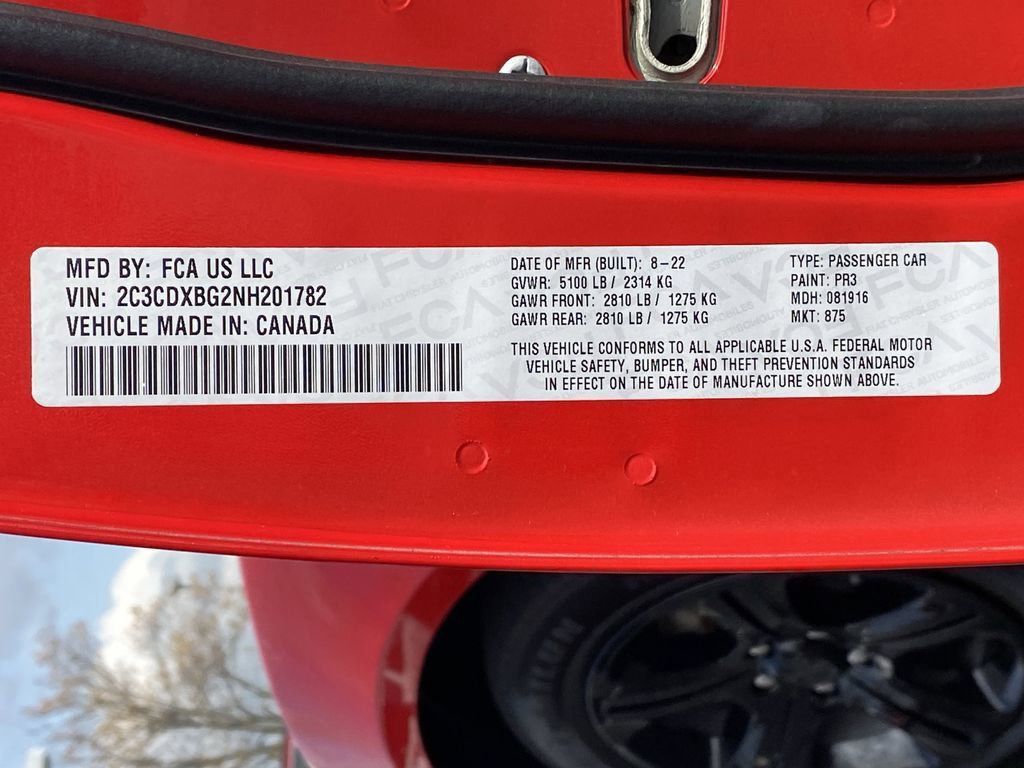 MFD BY: FCA US LLC
VIN: 2C3CDXBG2NH201782
VEHICLE MADE IN: CANADA
DATE OF MFR (BUILT): 8-22
GVWR: 5100 LB / 2314 KG
GAWR FRONT: 2810 LB / 1275 KG
GAWR REAR: 2810 LB / 1275 KG
TYPE: PASSENGER CAR
PAINT: PR3
MDH: 081916
MKT: 875
THIS VEHICLE CONFORMS TO ALL APPLICABLE U.S.A. FEDERAL MOTOR
VEHICLE SAFETY, BUMPER, AND THEFT PREVENTION STANDARDS
IN EFFECT ON THE DATE OF MANUFACTURE SHOWN ABOVE.